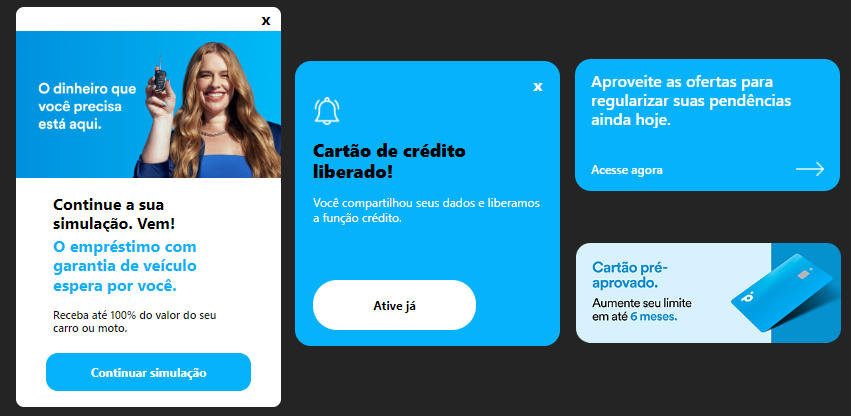 x
O dinheiro que
você precisa
está aqui.
Continue a sua
simulação. Vem!
O empréstimo com
garantia de veículo
espera por você.
Receba até 100% do valor do seu
carro ou moto.
Continuar simulação
x
Cartão de crédito
liberado!
Você compartilhou seus dados e liberamos
a função crédito.
Ative já
Aproveite as ofertas para
regularizar suas pendências
ainda hoje.
Acesse agora
Cartão pré-
aprovado.
Aumente seu limite
em até 6 meses.